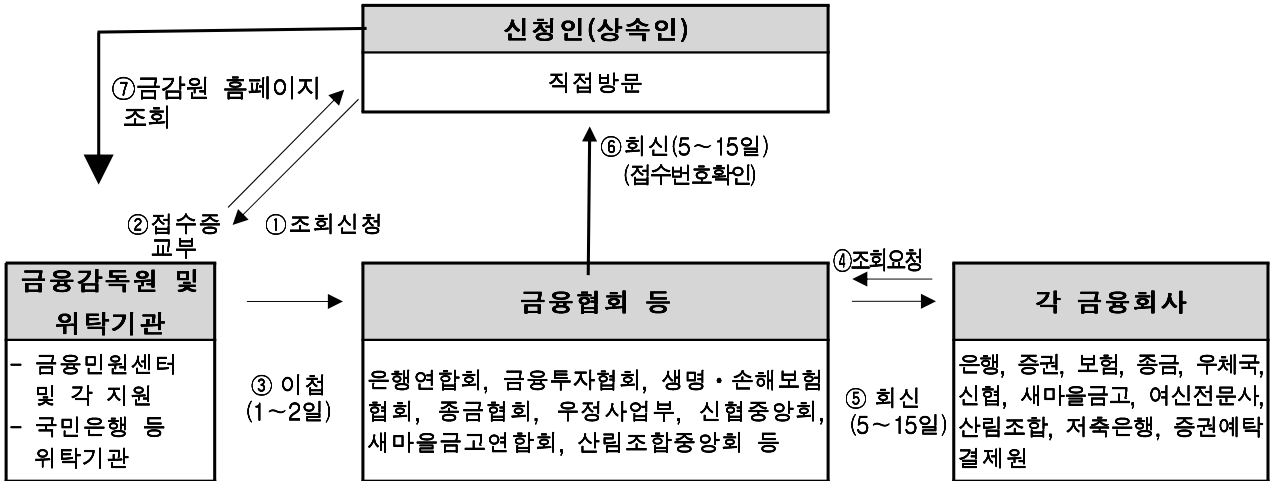 신청인(상속인)
직접방문
⑦금감원 홈페이지
조회
⑥회신(5～15일)
(접수번호확인)
②접수증
교부
①조회신청
금융감독원 및
위탁기관
- 금융민원센터
및 각 지원
- 국민은행 등
위탁기관
③ 이첩
(1～2일)
금융협회 등
은행연합회, 금융투자협회, 생명・손해보험
협회, 종금협회, 우정사업부, 신협중앙회,
새마을금고연합회, 산림조합중앙회 등
④조회요청
⑤ 회신
(5～15일)
각 금융회사
은행, 증권, 보험, 종금, 우체국,
신협, 새마을금고, 여신전문사,
산림조합, 저축은행, 증권예탁
결제원